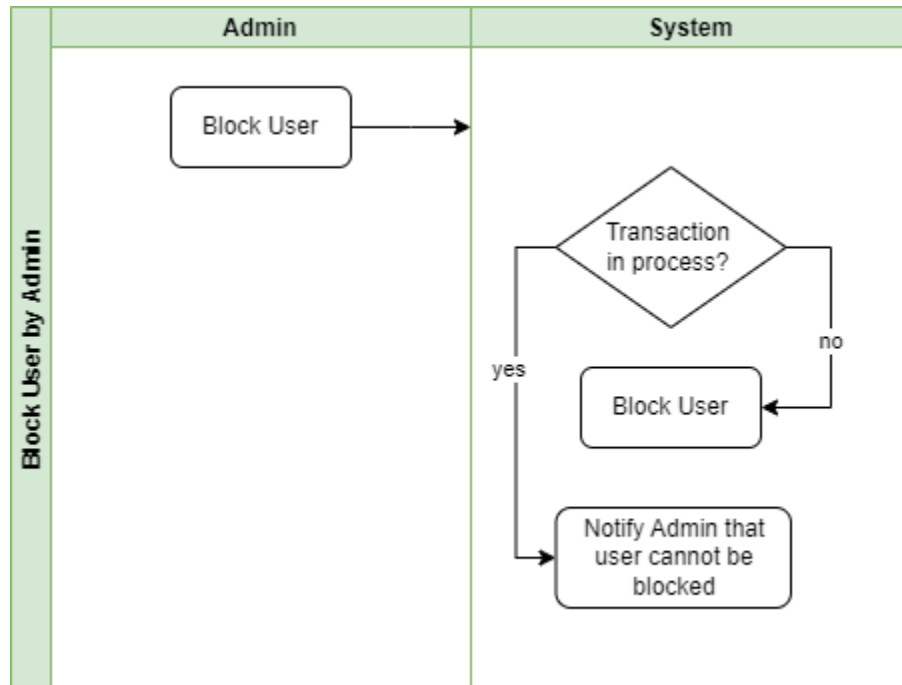 Admin
System
Block User by Admin
Block User
Transaction
in process?
yes
no
Block User
Notify Admin that
user cannot be
blocked